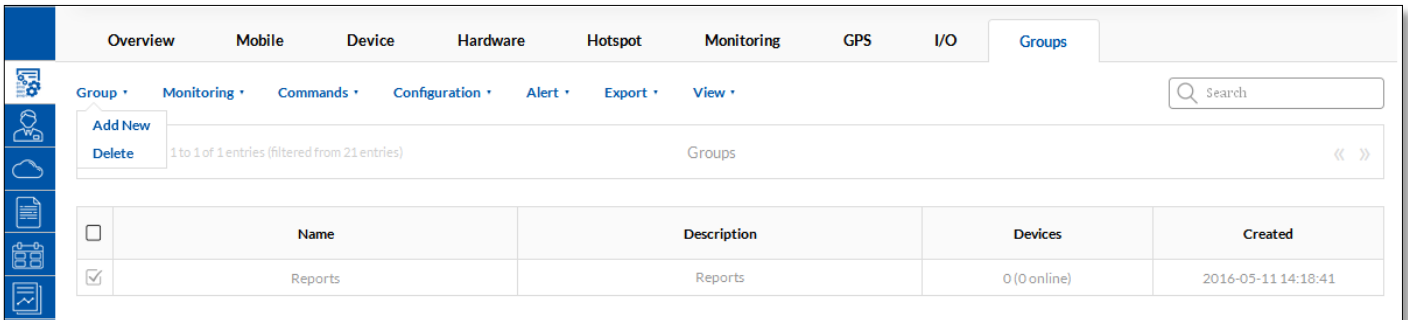 Overview Mobile Device Hardware Hotspot Monitoring GPS I/O Groups
Group Monitoring Commands Configuration Alert Export View Search
Add New
Delete 1 to 1 of 1 entries (filtered from 21 entries) Groups « »
Name Description Devices Created
Reports Reports 0 (0 online) 2016-05-11 14:18:41